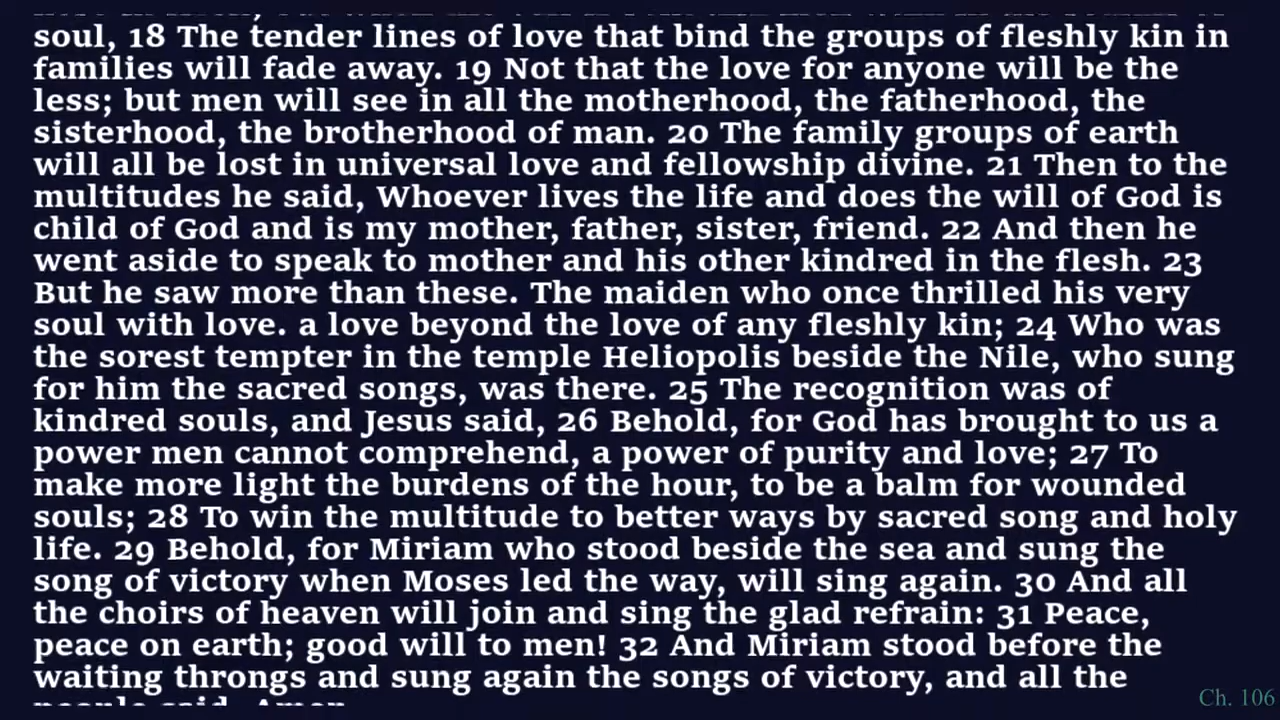 soul, 18 The tender lines of love that bind the groups of fleshly kin in
families will fade away. 19 Not that the love for anyone will be the
less; but men will see in all the motherhood, the fatherhood, the
sisterhood, the brotherhood of man. 20 The family groups of earth
will all be lost in universal love and fellowship divine. 21 Then to the
multitudes he said, Whoever lives the life and does the will of God is
child of God and is my mother, father, sister, friend. 22 And then he
went aside to speak to mother and his other kindred in the flesh. 23
But he saw more than these. The maiden who once thrilled his very
soul with love. a love beyond the love of any fleshly kin; 24 Who was
the sorest tempter in the temple Heliopolis beside the Nile, who sung
for him the sacred songs, was there. 25 The recognition was of
kindred souls, and Jesus said, 26 Behold, for God has brought to us a
power men cannot comprehend, a power of purity and love; 27 To
make more light the burdens of the hour, to be a balm for wounded
souls; 28 To win the multitude to better ways by sacred song and holy
life. 29 Behold, for Miriam who stood beside the sea and sung the
song of victory when Moses led the way, will sing again. 30 And all
the choirs of heaven will join and sing the glad refrain: 31 Peace,
peace on earth; good will to men! 32 And Miriam stood before the
waiting throngs and sung again the songs of victory, and all the
people said, Amen.
Ch. 106